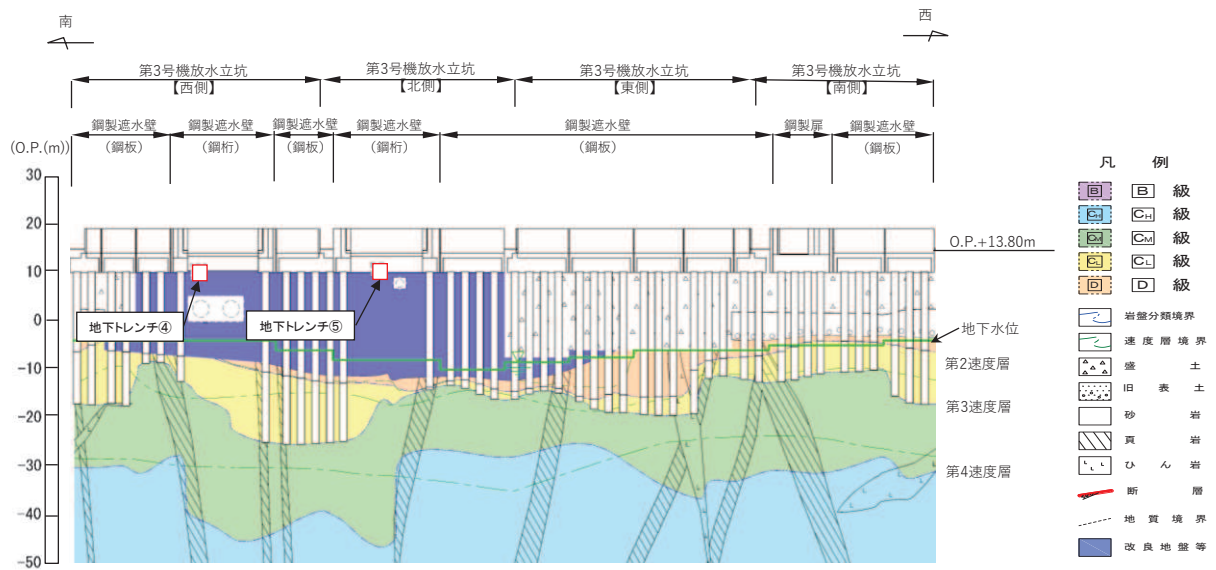 南
西
第3号機放水立坑
【西側】
第3号機放水立坑
【北側】
第3号機放水立坑
【東側】
第3号機放水立坑
【南側】
鋼製遮水壁
(鋼板)
鋼製遮水壁
(鋼桁)
鋼製遮水壁
(鋼板)
鋼製遮水壁
(鋼桁)
鋼製遮水壁
(鋼板)
鋼製扉
鋼製遮水壁
(鋼板)
(O.P.(m))
30
20
10
0
-10
-20
-30
-40
-50
O.P.+13.80m
地下トレンチ④
地下トレンチ⑤
地下水位
第2速度層
第3速度層
第4速度層
凡 例
B B 級
CH CH 級
CM CM 級
CL CL 級
D D 級
岩盤分類境界
速度層境界
盛土
旧表土
砂岩
頁岩
ひん岩
断層
地質境界
改良地盤等